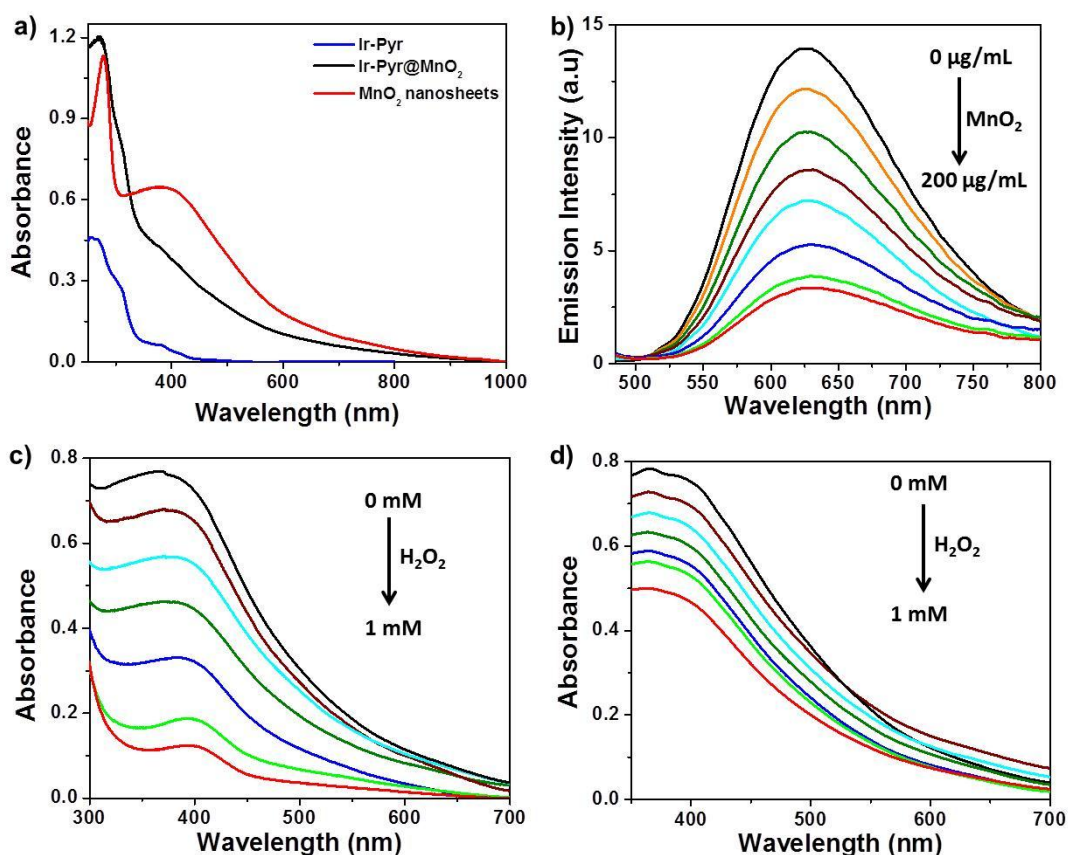 a)
Ir-Pyr
Ir-Pyr@MnO₂
MnO₂ nanosheets
1.2
0.9
0.6
0.3
0.0
Absorbance
400 600 800 1000
Wavelength (nm)
b)
0 µg/mL
MnO₂
200 µg/mL
15
10
5
0
Emission Intensity (a.u)
500 550 600 650 700 750 800
Wavelength (nm)
c)
0 mM
H₂O₂
1 mM
0.8
0.6
0.4
0.2
0.0
Absorbance
300 400 500 600 700
Wavelength (nm)
d)
0 mM
H₂O₂
1 mM
0.8
0.6
0.4
0.2
0.0
Absorbance
400 500 600 700
Wavelength (nm)